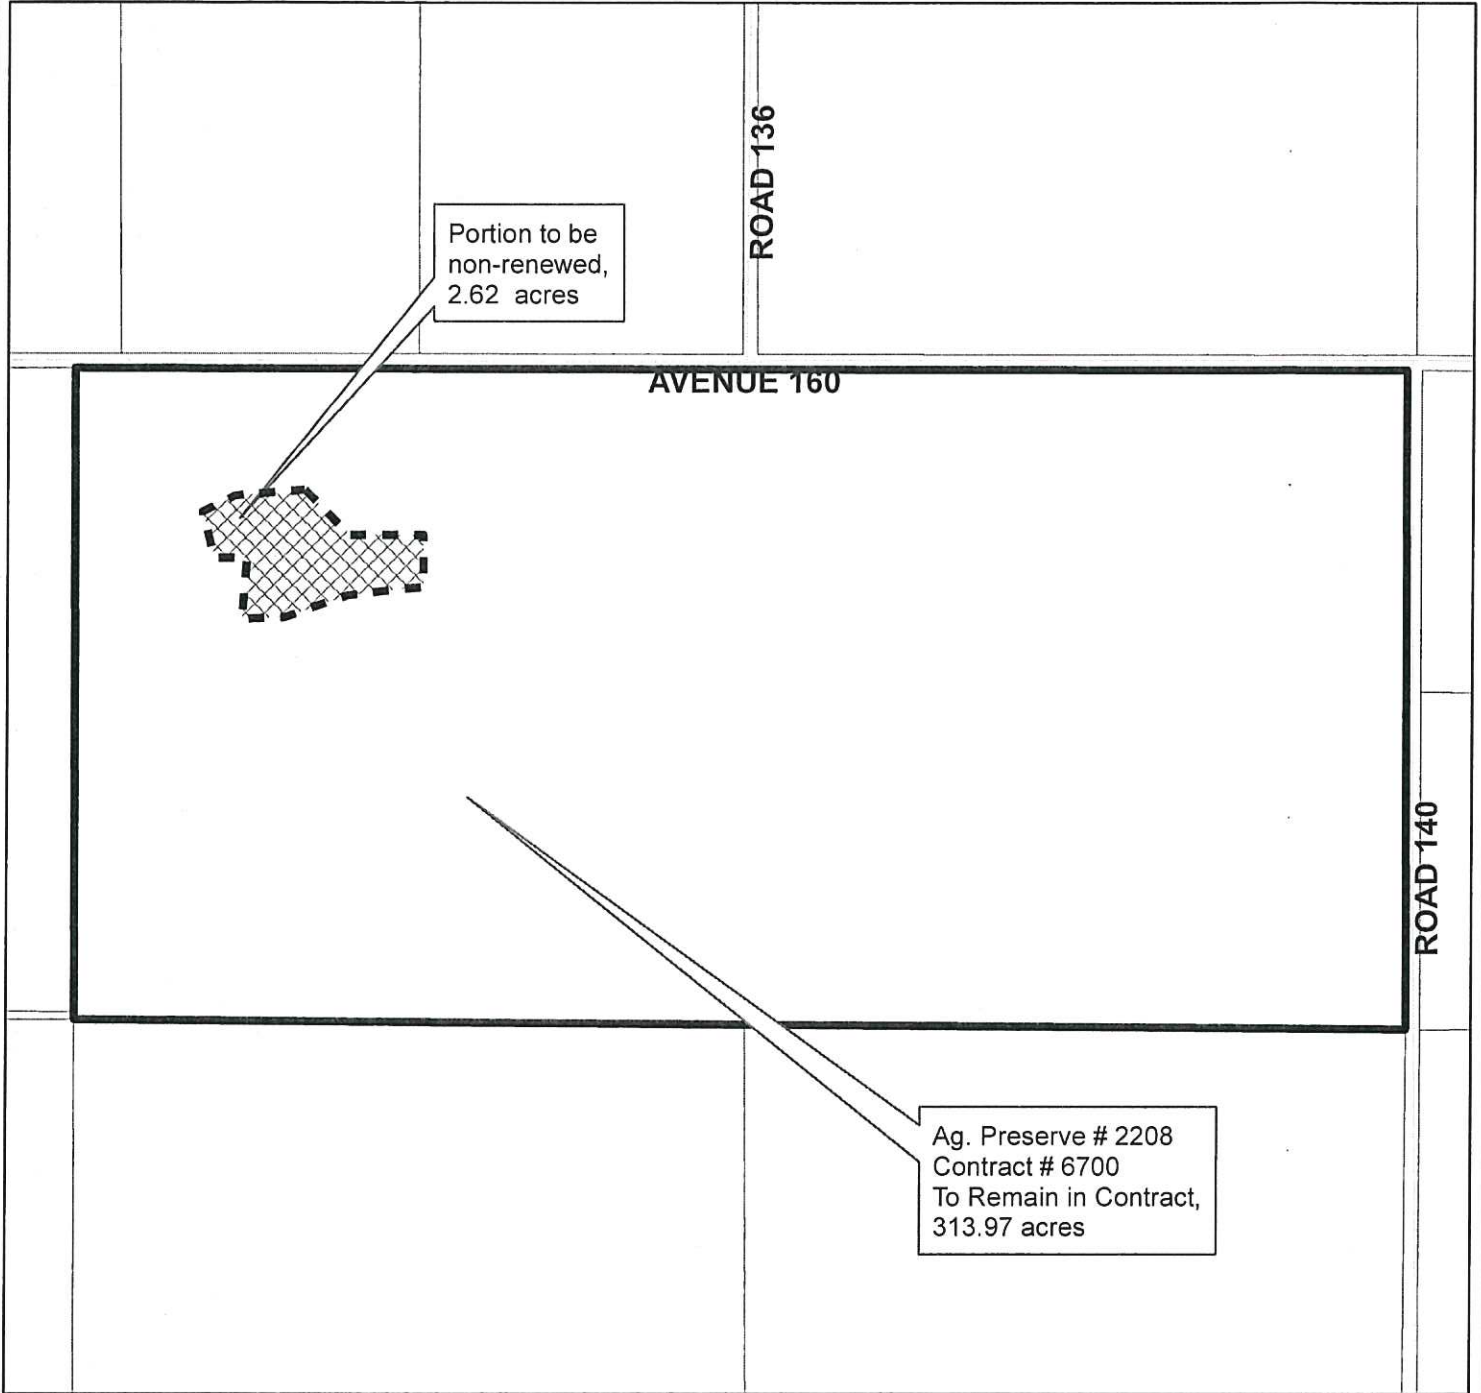 ROAD 136
Portion to be
non-renewed,
2.62 acres
AVENUE 160
ROAD 140
Ag. Preserve # 2208
Contract # 6700
To Remain in Contract,
313.97 acres